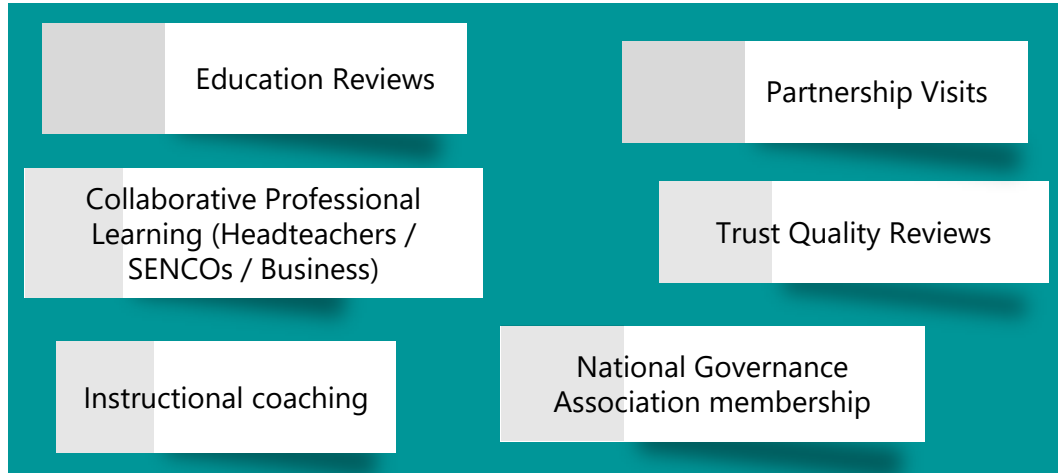 Education Reviews
Partnership Visits
Collaborative Professional
Learning (Headteachers /
SENCOs / Business)
Trust Quality Reviews
Instructional coaching
National Governance
Association membership